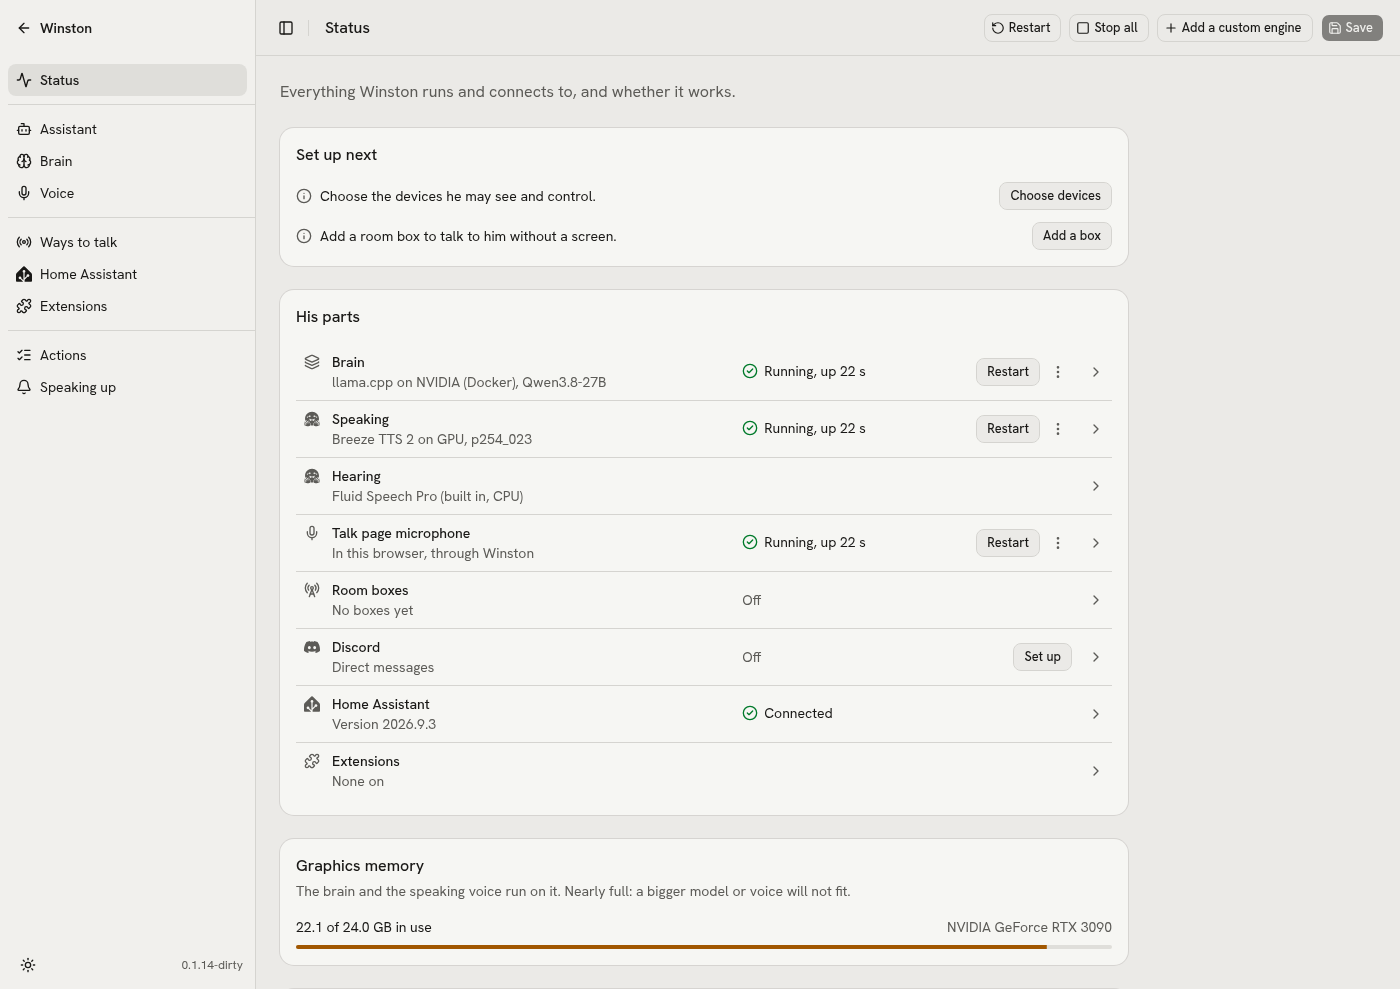 Winston
Status
Assistant
Brain
Voice
Ways to talk
Home Assistant
Extensions
Actions
Speaking up
0.1.14-dirty
Status
Restart
Stop all
Add a custom engine
Save
Everything Winston runs and connects to, and whether it works.
Set up next
Choose the devices he may see and control.
Choose devices
Add a room box to talk to him without a screen.
Add a box
His parts
Brain
llama.cpp on NVIDIA (Docker), Qwen3.8-27B
Running, up 22 s
Restart
Speaking
Breeze TTS 2 on GPU, p254_023
Running, up 22 s
Restart
Hearing
Fluid Speech Pro (built in, CPU)
Talk page microphone
In this browser, through Winston
Running, up 22 s
Restart
Room boxes
No boxes yet
Off
Discord
Direct messages
Off
Set up
Home Assistant
Version 2026.9.3
Connected
Extensions
None on
Graphics memory
The brain and the speaking voice run on it. Nearly full: a bigger model or voice will not fit.
22.1 of 24.0 GB in use
NVIDIA GeForce RTX 3090